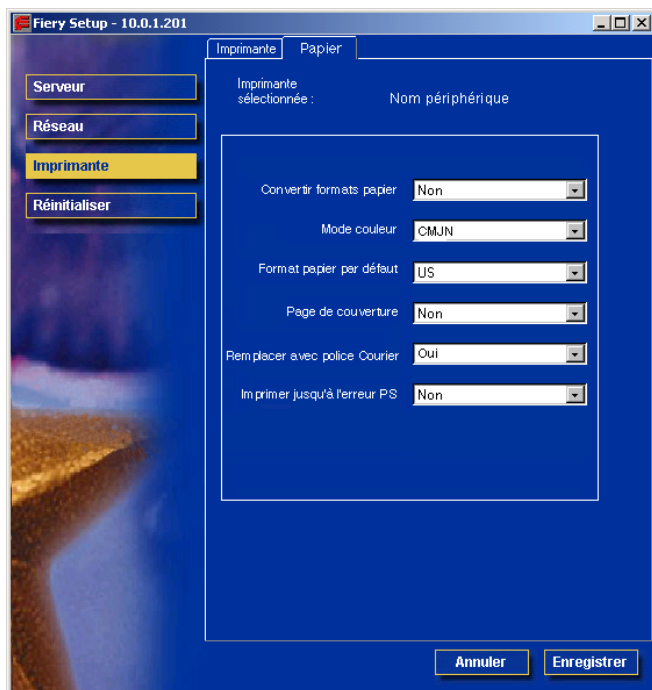 Fiery Setup - 10.0.1.201
Imprimante
Papier
Serveur
Réseau
Imprimante
Réinitialiser
Imprimante
sélectionnée :
Nom périphérique
Convertir formats papier Non
Mode couleur CMJN
Format papier par défaut US
Page de couverture Non
Remplacer avec police Courier Oui
Imprimer jusqu'à l'erreur PS Non
Annuler
Enregistrer